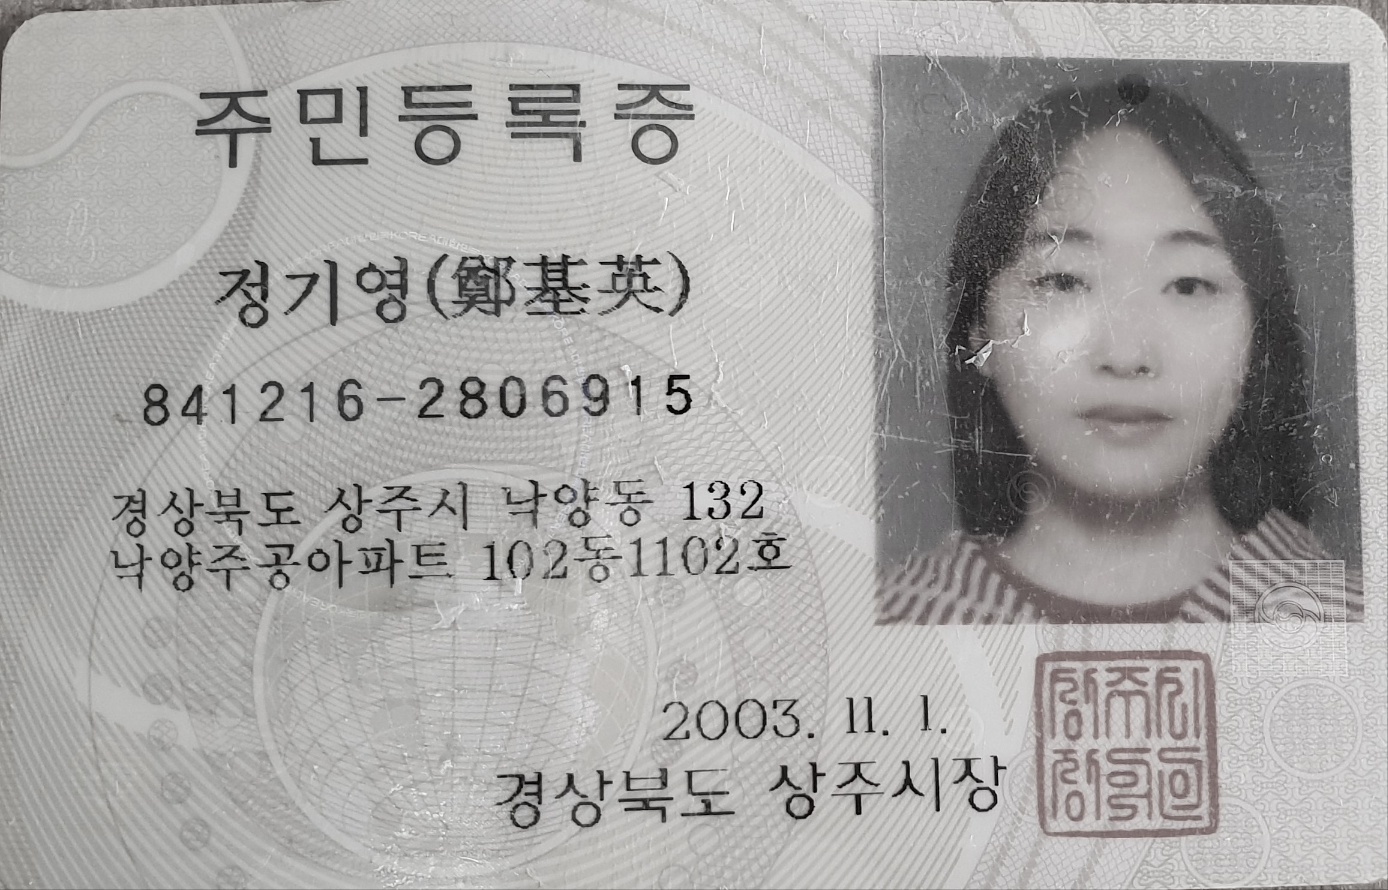 주민등록증
정기영(鄭基英)
841216-2806915
경상북도 상주시 낙양동 132
낙양주공아파트 102동1102호
2003. 11. 1.
경상북도 상주시장